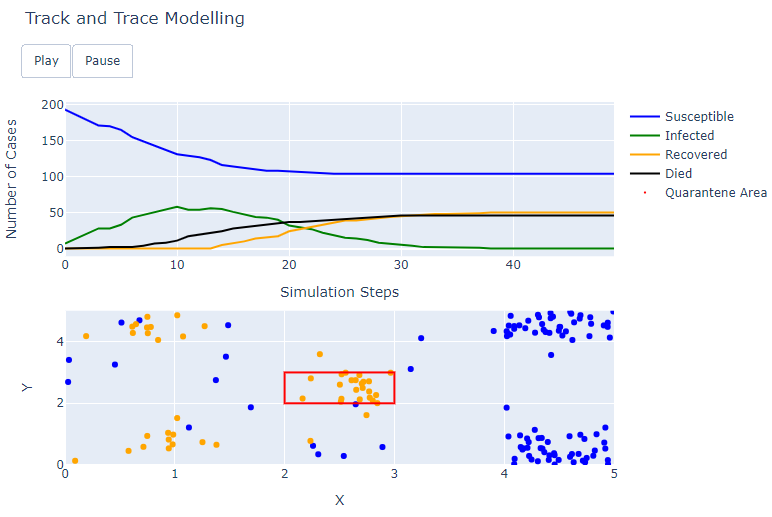 Track and Trace Modelling
Play
Pause
Number of Cases
200
150
100
50
0
0
10
20
30
40
Simulation Steps
Susceptible
Infected
Recovered
Died
Quarantene Area
Y
4
2
0
0
1
2
3
4
5
X